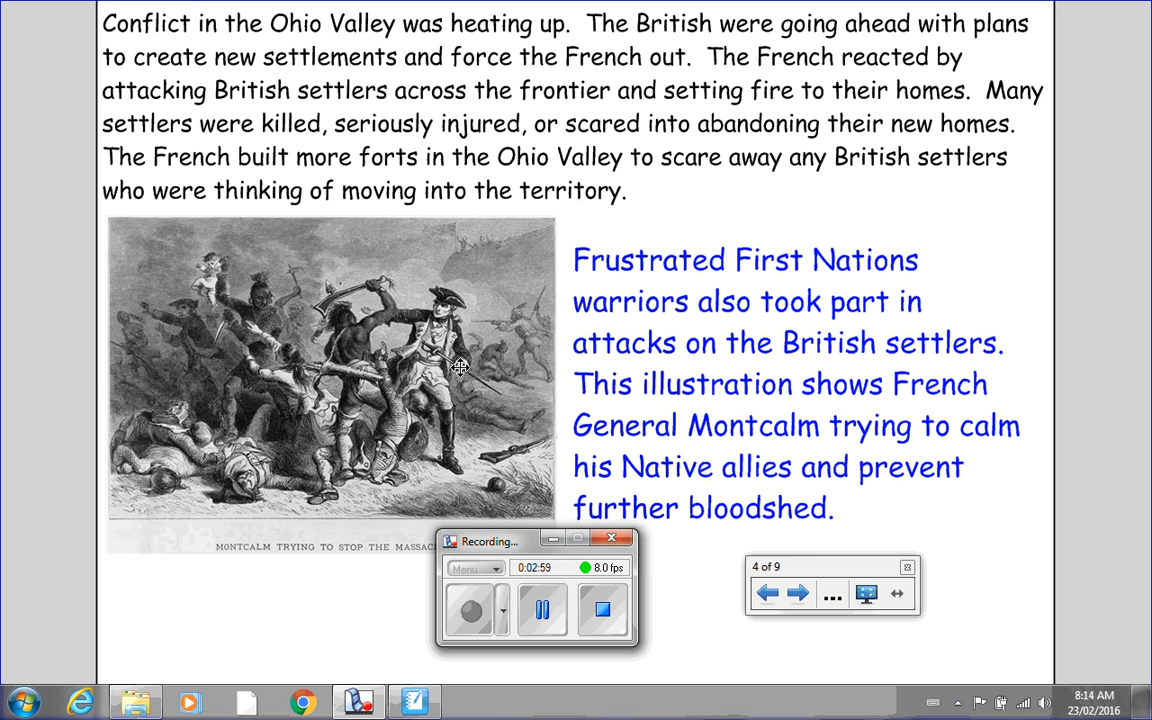 Conflict in the Ohio Valley was heating up.  The British were going ahead with plans
to create new settlements and force the French out.  The French reacted by
attacking British settlers across the frontier and setting fire to their homes.  Many
settlers were killed, seriously injured, or scared into abandoning their new homes.
The French built more forts in the Ohio Valley to scare away any British settlers
who were thinking of moving into the territory.
Frustrated First Nations
warriors also took part in
attacks on the British settlers.
This illustration shows French
General Montcalm trying to calm
his Native allies and prevent
further bloodshed.
MONTCALM TRYING TO STOP THE
Recording...
Menu
0:02:59
8.0 fps
4 of 9
...
8:14 AM
23/02/2016